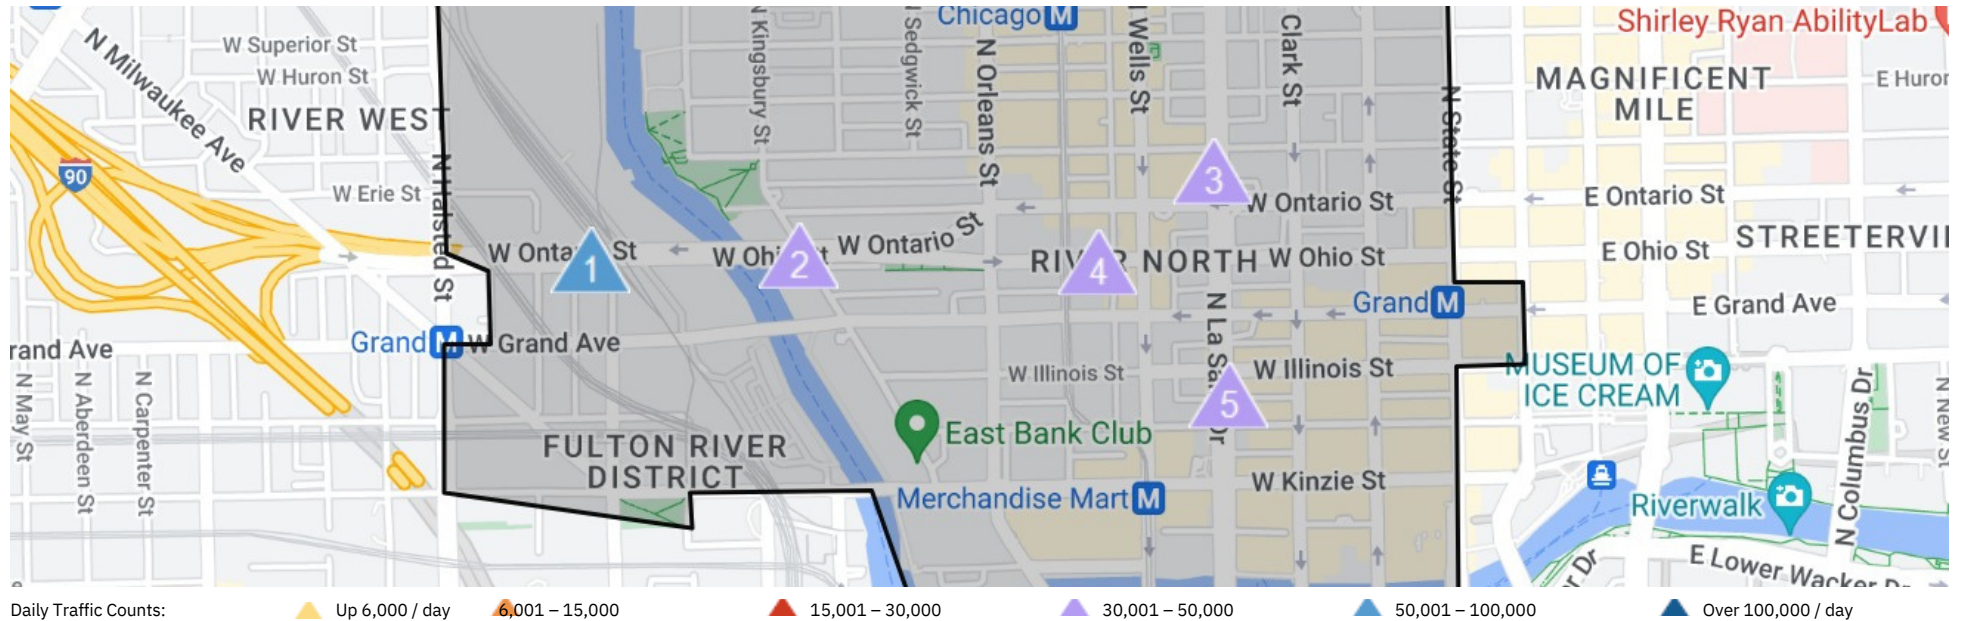 Chicago M
Shirley Ryan AbilityLab
N Milwaukee Ave
W Superior St
W Huron St
RIVER WEST
N Kingsbury St
N Sedgwick St
N Orleans St
N Wells St
Clark St
N State St
MAGNIFICENT
MILE
E Huron
90
N Halsted St
W Erie St
3
W Ontario St
E Ontario St
W Ontario St
1
2
W Ontario St
4
RIVER NORTH
W Ohio St
E Ohio St
STREETERVI
Grand M
E Grand Ave
N La Sa
Grand M
W Grand Ave
rand Ave
W Illinois St
W Illinois St
MUSEUM OF
ICE CREAM
N May St
N Aberdeen St
N Carpenter St
5
East Bank Club
FULTON RIVER
DISTRICT
N Columbus Dr
W Kinzie St
Merchandise Mart M
Riverwalk
E Lower Wacker Dr
Daily Traffic Counts:
Up 6,000 / day
6,001 – 15,000
15,001 – 30,000
30,001 – 50,000
50,001 – 100,000
Over 100,000 / day